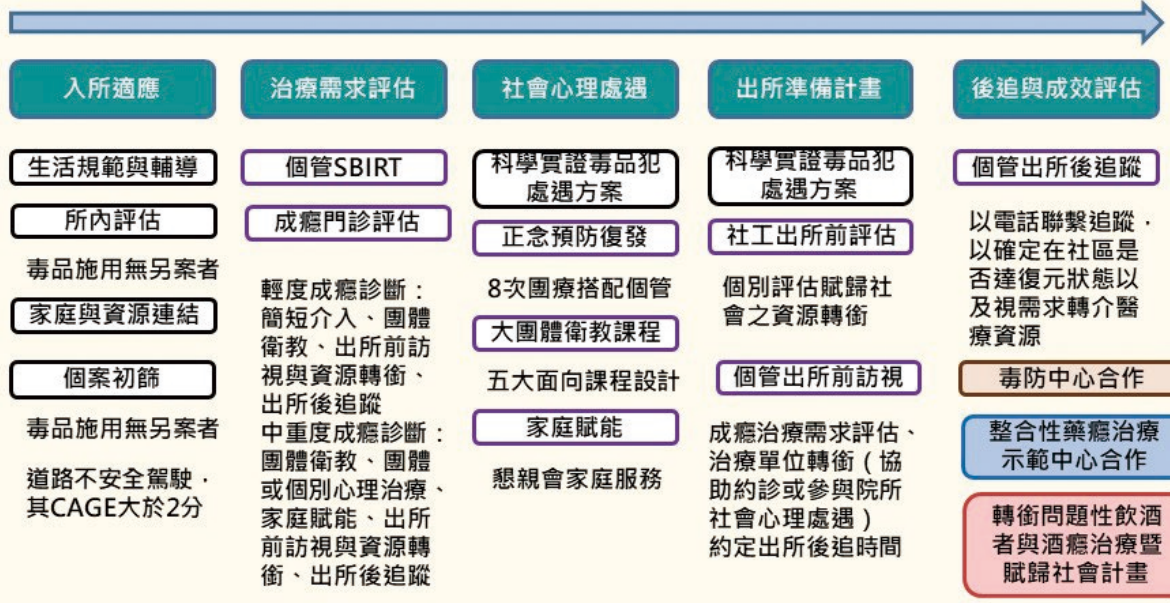 入所適應
生活規範與輔導
所內評估
毒品施用無另案者
家庭與資源連結
個案初篩
毒品施用無另案者
道路不安全駕駛，
其CAGE大於2分
治療需求評估
個管SBIRT
成癮門診評估
輕度成癮診斷：
簡短介入、團體
衛教、出所前訪
視與資源轉銜、
出所後追蹤
中重度成癮診斷：
團體衛教、團體
或個別心理治療、
家庭賦能、出所
前訪視與資源轉
銜、出所後追蹤
社會心理處遇
科學實證毒品犯
處遇方案
正念預防復發
8次團療搭配個管
大團體衛教課程
五大面向課程設計
家庭賦能
懇親會家庭服務
出所準備計畫
科學實證毒品犯
處遇方案
社工出所前評估
個別評估賦歸社
會之資源轉銜
個管出所前訪視
成癮治療需求評估、
治療單位轉銜（協
助約診或參與院所
社會心理處遇）
約定出所後追時間
後追與成效評估
個管出所後追蹤
以電話聯繫追蹤，
以確定在社區是
否達復元狀態以
及視需求轉介醫
療資源
毒防中心合作
整合性藥癮治療
示範中心合作
轉銜問題性飲酒
者與酒癮治療暨
賦歸社會計畫